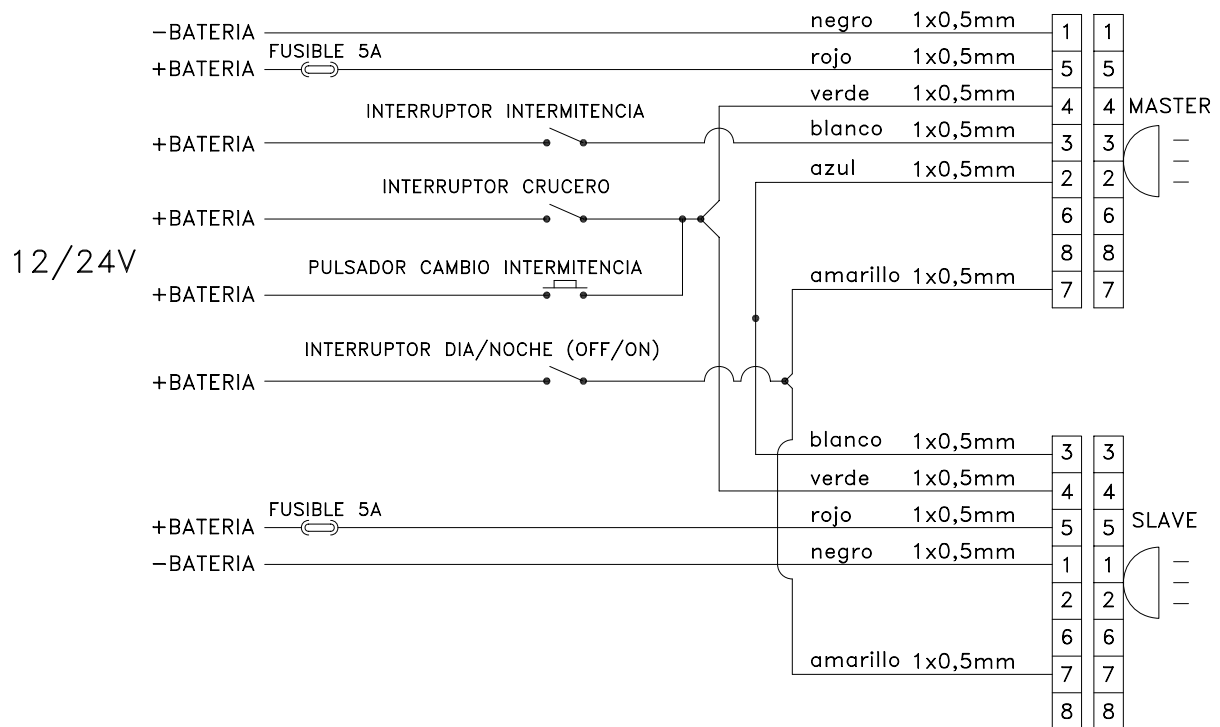 negro 1x0,5mm
-BATERIA 1 1
FUSIBLE 5A
rojo 1x0,5mm
+BATERIA 5 5
verde 1x0,5mm
4 4 MASTER
INTERRUPTOR INTERMITENCIA
blanco 1x0,5mm
+BATERIA 3 3
azul 1x0,5mm
2 2
INTERRUPTOR CRUCERO
+BATERIA 6 6
12/24V
8 8
PULSADOR CAMBIO INTERMITENCIA
amarillo 1x0,5mm
+BATERIA 7 7
INTERRUPTOR DIA/NOCHE (OFF/ON)
+BATERIA
blanco 1x0,5mm
3 3
verde 1x0,5mm
4 4
FUSIBLE 5A
rojo 1x0,5mm
+BATERIA 5 5 SLAVE
negro 1x0,5mm
-BATERIA 1 1
2 2
6 6
amarillo 1x0,5mm
7 7
8 8